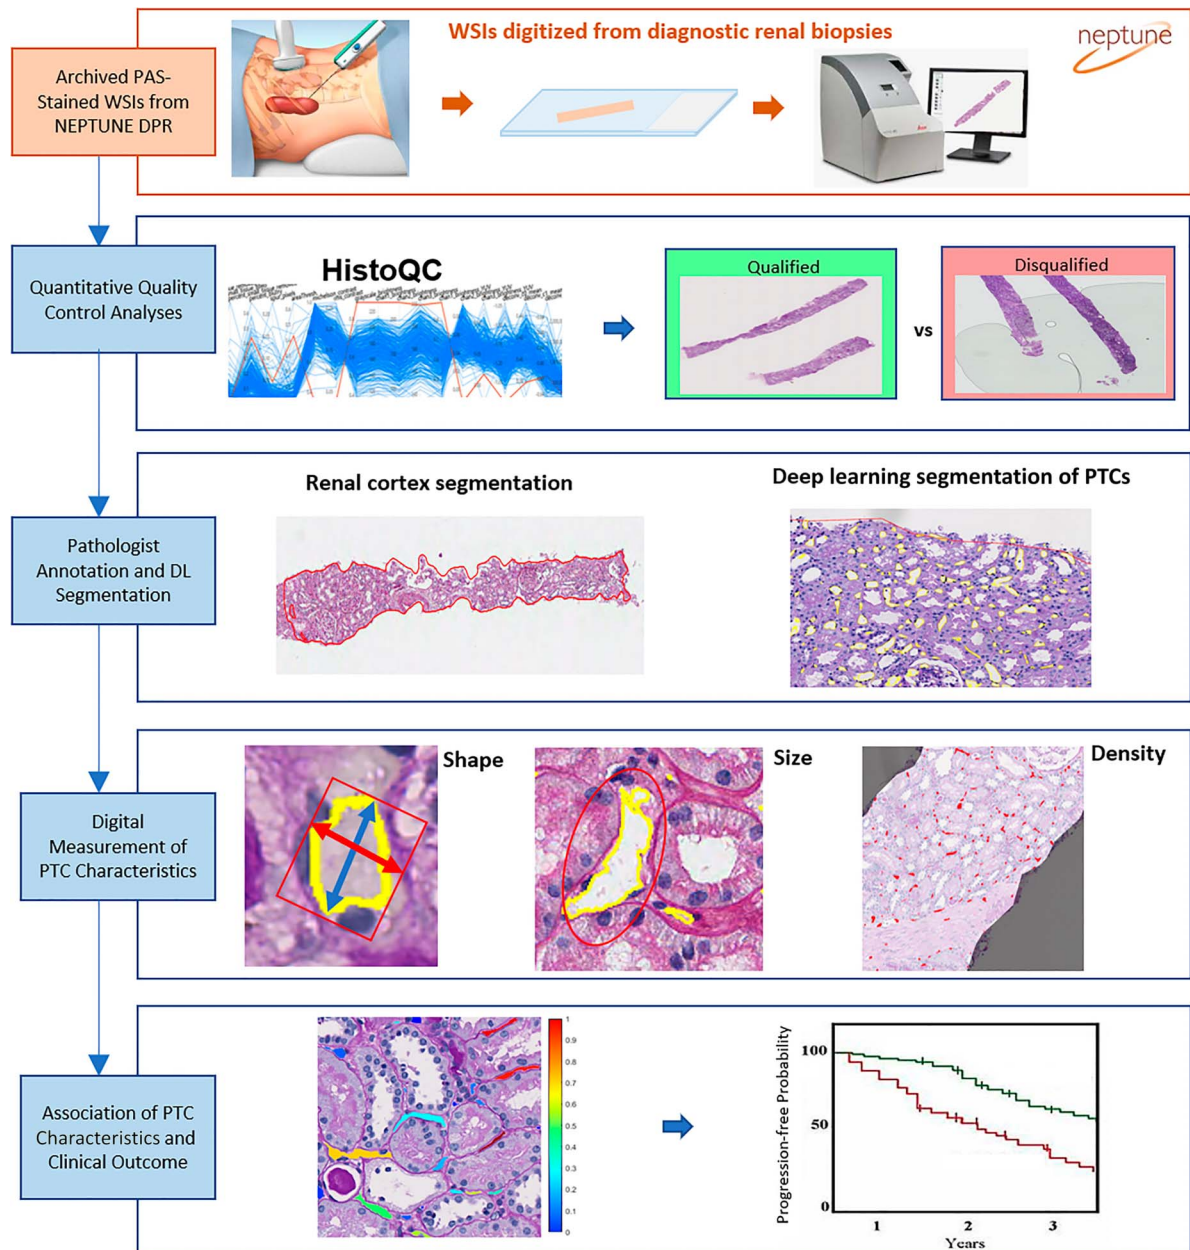 WSIs digitized from diagnostic renal biopsies
neptune
Archived PAS-
Stained WSIs from
NEPTUNE DPR
Quantitative Quality
Control Analyses
HistoQC
Qualified
vs
Disqualified
Pathologist
Annotation and DL
Segmentation
Renal cortex segmentation
Deep learning segmentation of PTCs
Digital
Measurement of
PTC Characteristics
Shape
Size
Density
Association of PTC
Characteristics and
Clinical Outcome
1
0.9
0.8
0.7
0.6
0.5
0.4
0.3
0.2
0.1
0
Progression-free Probability
100
50
0
1 2 3
Years